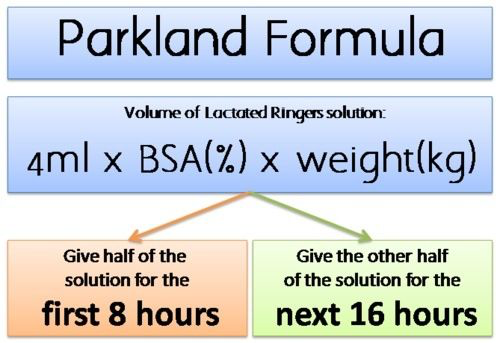 Parkland Formula
Volume of Lactated Ringers solution:
4ml x BSA(%) x weight(kg)
Give half of the
solution for the
first 8 hours
Give the other half
of the solution for the
next 16 hours